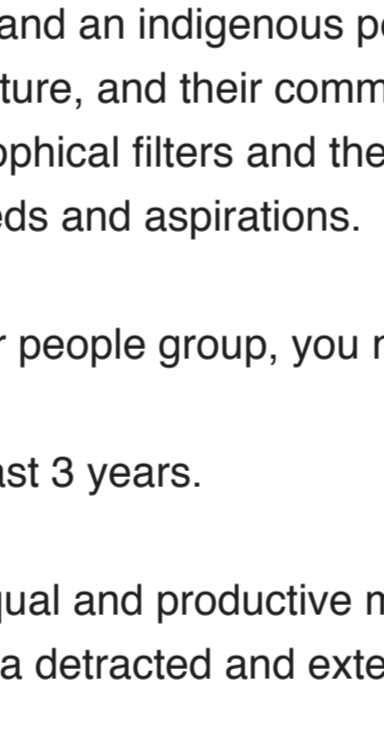 and an indigenous
ture, and their comm
ophical filters and the
eds and aspirations.
r people group, you
ast 3 years.
qual and productive
a detracted and exte